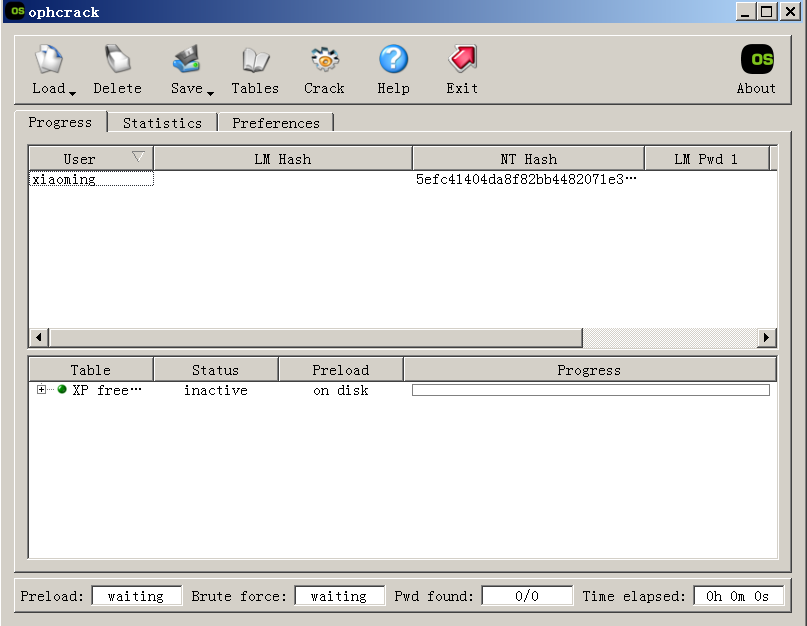 OS ophcrack
OS
Load Delete Save Tables Crack Help Exit About
Progress Statistics Preferences
User LM Hash NT Hash LM Pwd 1
xiaoming 5efc41404da8f82bb4482071e3…
Table Status Preload Progress
XP free… inactive on disk
Preload: waiting Brute force: waiting Pwd found: 0/0 Time elapsed: 0h 0m 0s